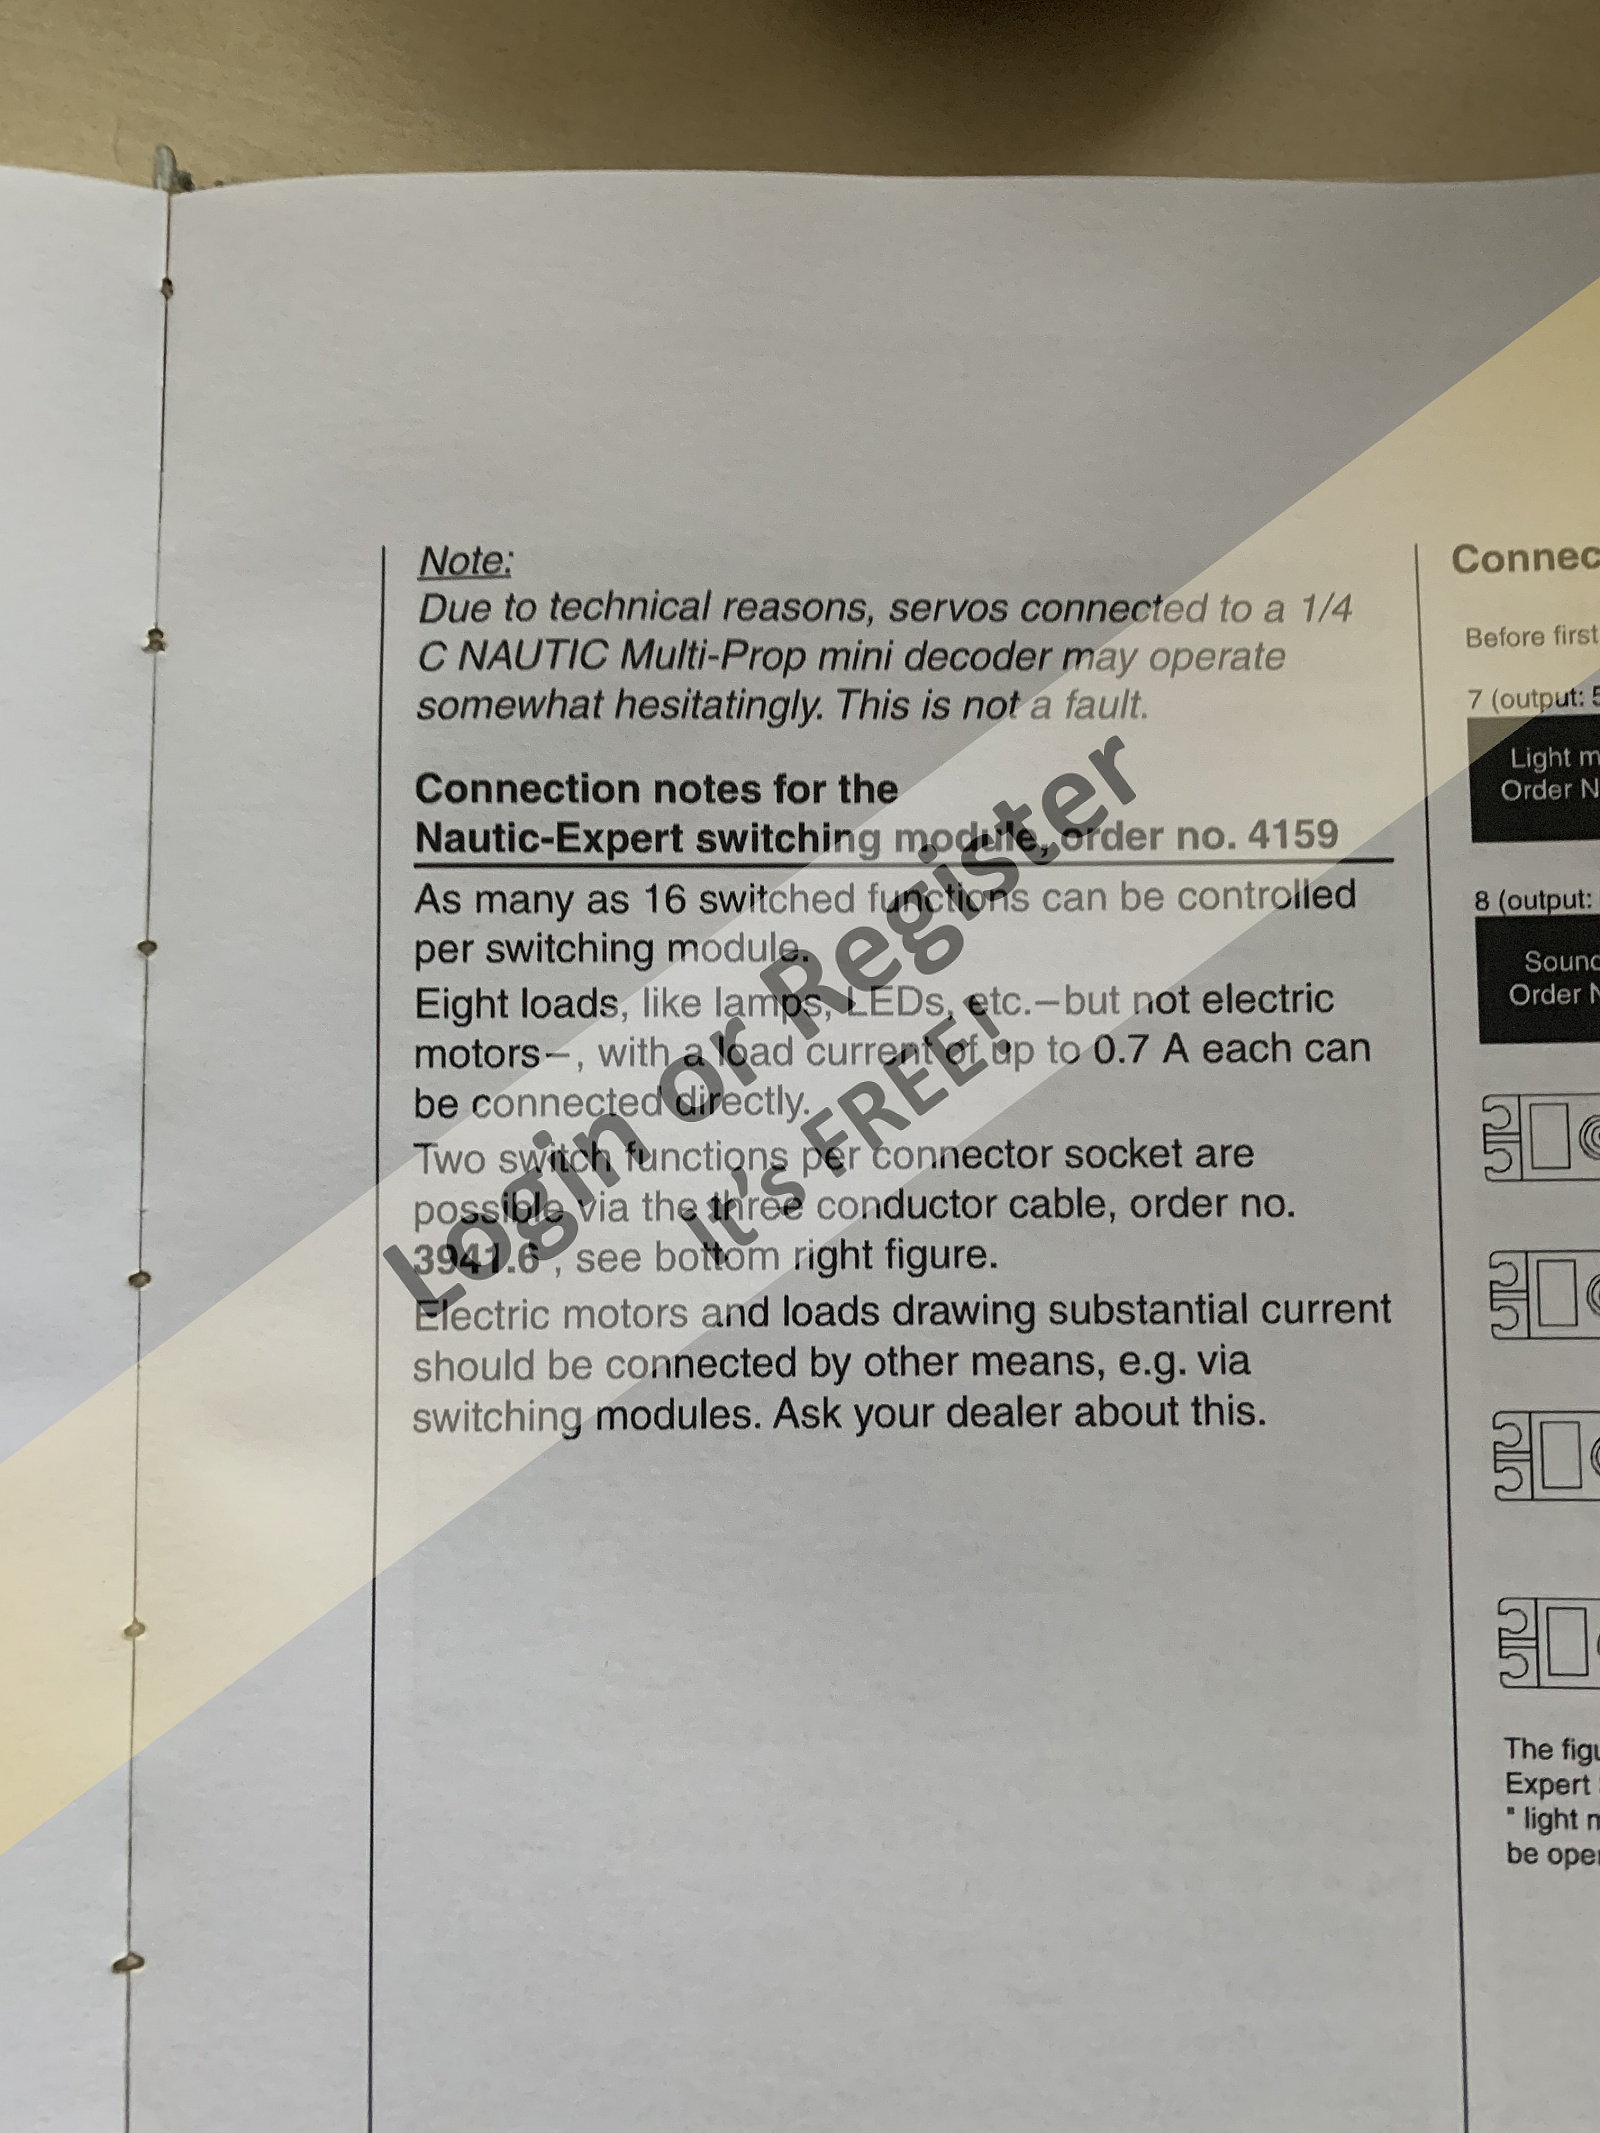 Note:
Due to technical reasons, servos connected to a 1/4
C NAUTIC Multi-Prop mini decoder may operate
somewhat hesitatingly. This is not a fault.
Connection notes for the
Nautic-Expert switching module, order no. 4159
As many as 16 switched functions can be controlled
per switching module.
Eight loads, like lamps, LEDs, etc.–but not electric
motors–, with a load current of up to 0.7 A each can
be connected directly.
Two switch functions per connector socket are
possible via the three conductor cable, order no.
3941.6 , see bottom right figure.
Electric motors and loads drawing substantial current
should be connected by other means, e.g. via
switching modules. Ask your dealer about this.
Login or Register
It's FREE!
Connec
Before first
7 (output: 5
Light m
Order N
8 (output:
Sound
Order N
The figu
Expert
" light m
be oper